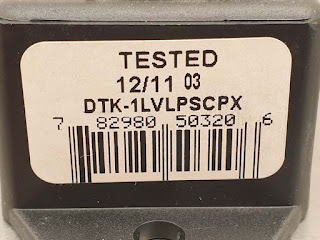 TESTED
12/11 03
DTK-1LVLPSCPX
7 82980 50320 6